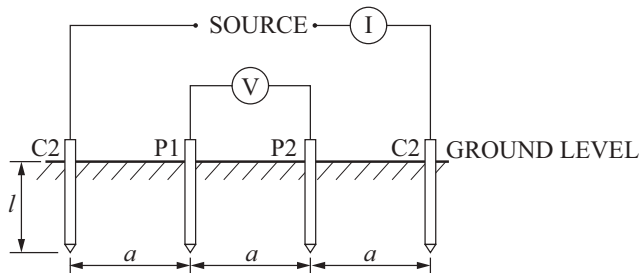 SOURCE I
V
C2 P1 P2 C2 GROUND LEVEL
l
a a a